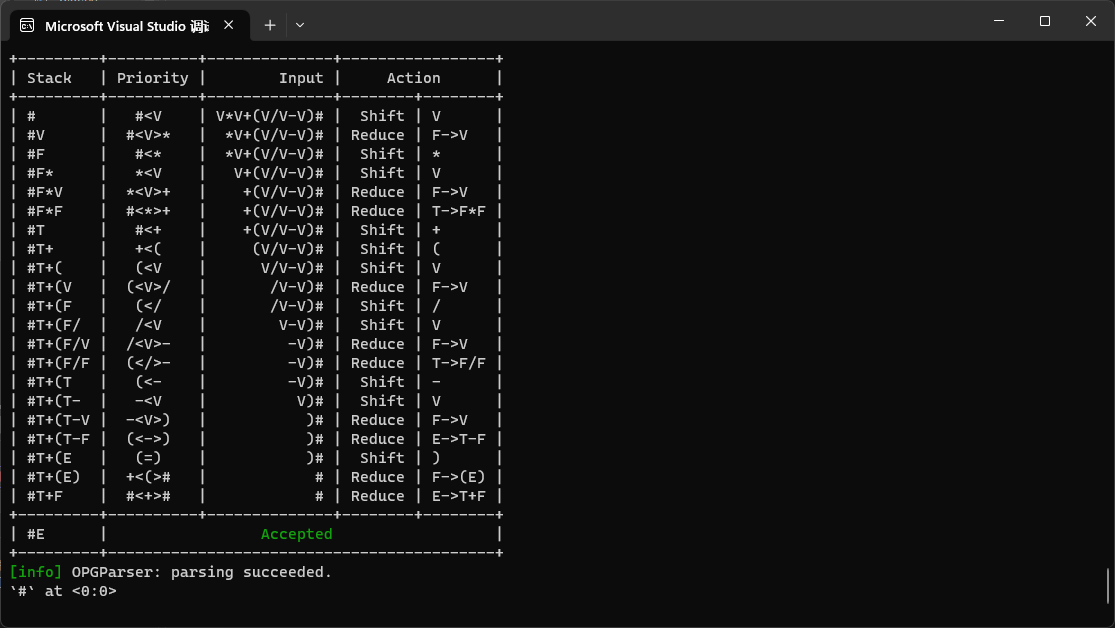 Microsoft Visual Studio 调试
+---------+----------+--------------+-----------------+
| Stack   | Priority |        Input |     Action      |
+---------+----------+--------------+--------+--------+
| #       |   #<V    | V*V+(V/V-V)# |  Shift | V      |
| #V      |  #<V>*   |  *V+(V/V-V)# | Reduce | F->V   |
| #F      |   #<*    |  *V+(V/V-V)# |  Shift | *      |
| #F*     |   *<V    |   V+(V/V-V)# |  Shift | V      |
| #F*V    |  *<V>+   |    +(V/V-V)# | Reduce | F->V   |
| #F*F    |  #<*>+   |    +(V/V-V)# | Reduce | T->F*F |
| #T      |   #<+    |    +(V/V-V)# |  Shift | +      |
| #T+     |   +<(    |     (V/V-V)# |  Shift | (      |
| #T+(    |   (<V    |      V/V-V)# |  Shift | V      |
| #T+(V   |  (<V>/   |       /V-V)# | Reduce | F->V   |
| #T+(F   |   (</    |       /V-V)# |  Shift | /      |
| #T+(F/  |   /<V    |        V-V)# |  Shift | V      |
| #T+(F/V |  /<V>-   |         -V)# | Reduce | F->V   |
| #T+(F/F |  (</>-   |         -V)# | Reduce | T->F/F |
| #T+(T   |   (<-    |         -V)# |  Shift | -      |
| #T+(T-  |   -<V    |          V)# |  Shift | V      |
| #T+(T-V |  -<V>)   |           )# | Reduce | F->V   |
| #T+(T-F |  (<->)   |           )# | Reduce | E->T-F |
| #T+(E   |   (=)    |           )# |  Shift | )      |
| #T+(E)  |  +<(>#   |            # | Reduce | F->(E) |
| #T+F    |  #<+>#   |            # | Reduce | E->T+F |
+---------+----------+--------------+--------+--------+
| #E      |                 Accepted                  |
+---------+-------------------------------------------+
[info] OPGParser: parsing succeeded.
`#` at <0:0>